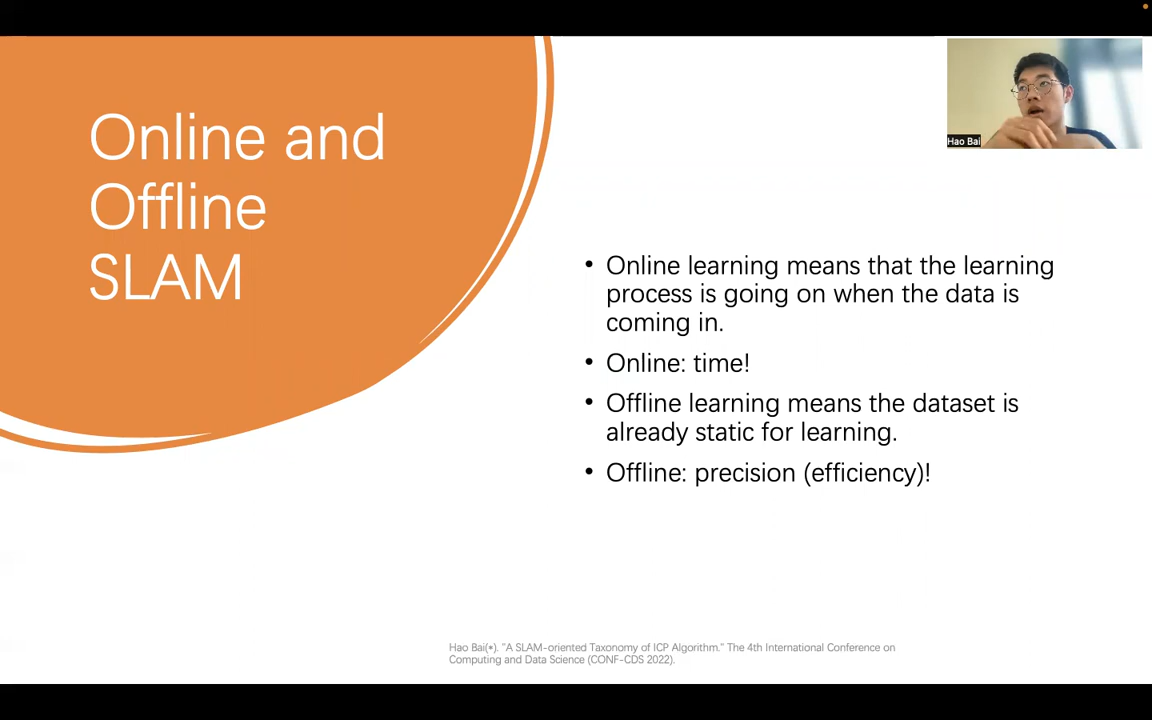 Online and
Offline
SLAM
Hao Bai
• Online learning means that the learning
process is going on when the data is
coming in.
• Online: time!
• Offline learning means the dataset is
already static for learning.
• Offline: precision (efficiency)!
Hao Bai(*). "A SLAM-oriented Taxonomy of ICP Algorithm." The 4th International Conference on
Computing and Data Science (CONF-CDS 2022).